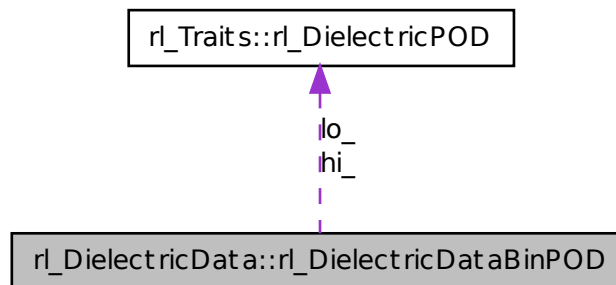 rl_Traits::rl_DielectricPOD
lo_
hi_
rl_DielectricData::rl_DielectricDataBinPOD